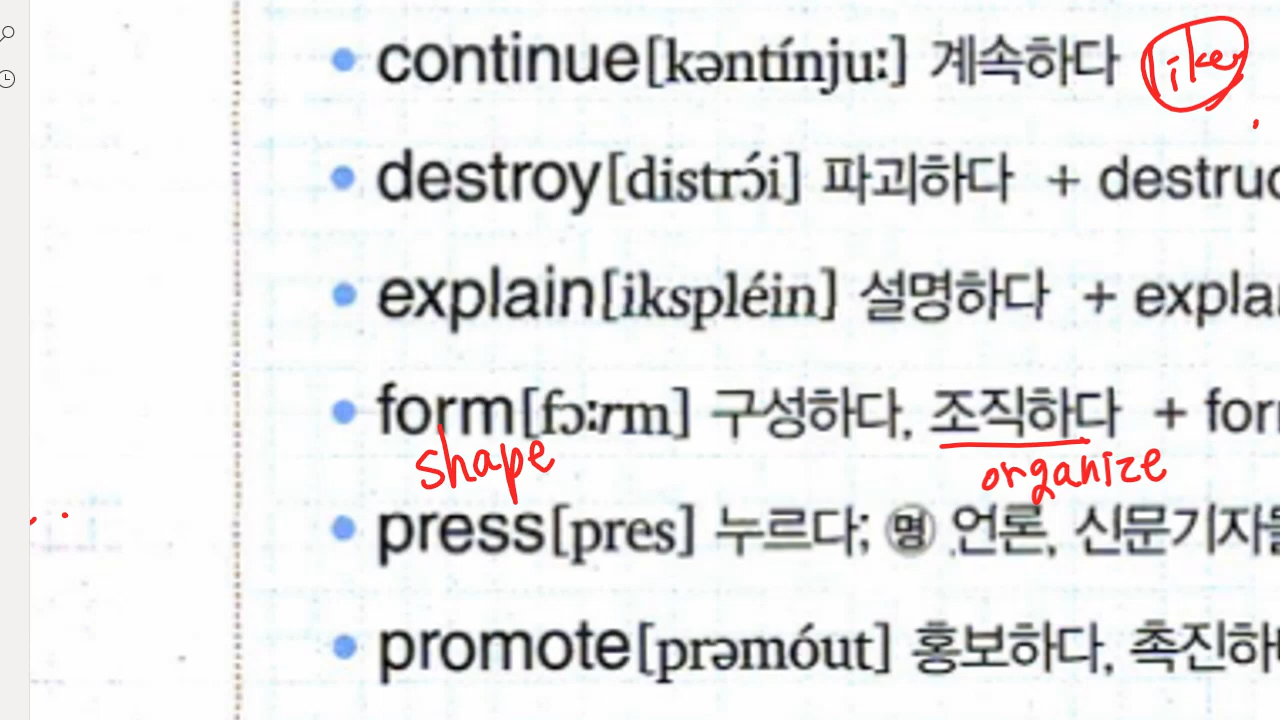 continue[kəntínjuː] 계속하다
destroy[distrɔ́i] 파괴하다 + destruc
explain[ikspléin] 설명하다 + expla
form[fɔːrm] 구성하다, 조직하다 + for
shape organize
press[pres] 누르다; 명 언론, 신문기자
promote[prəmóut] 홍보하다, 촉진하